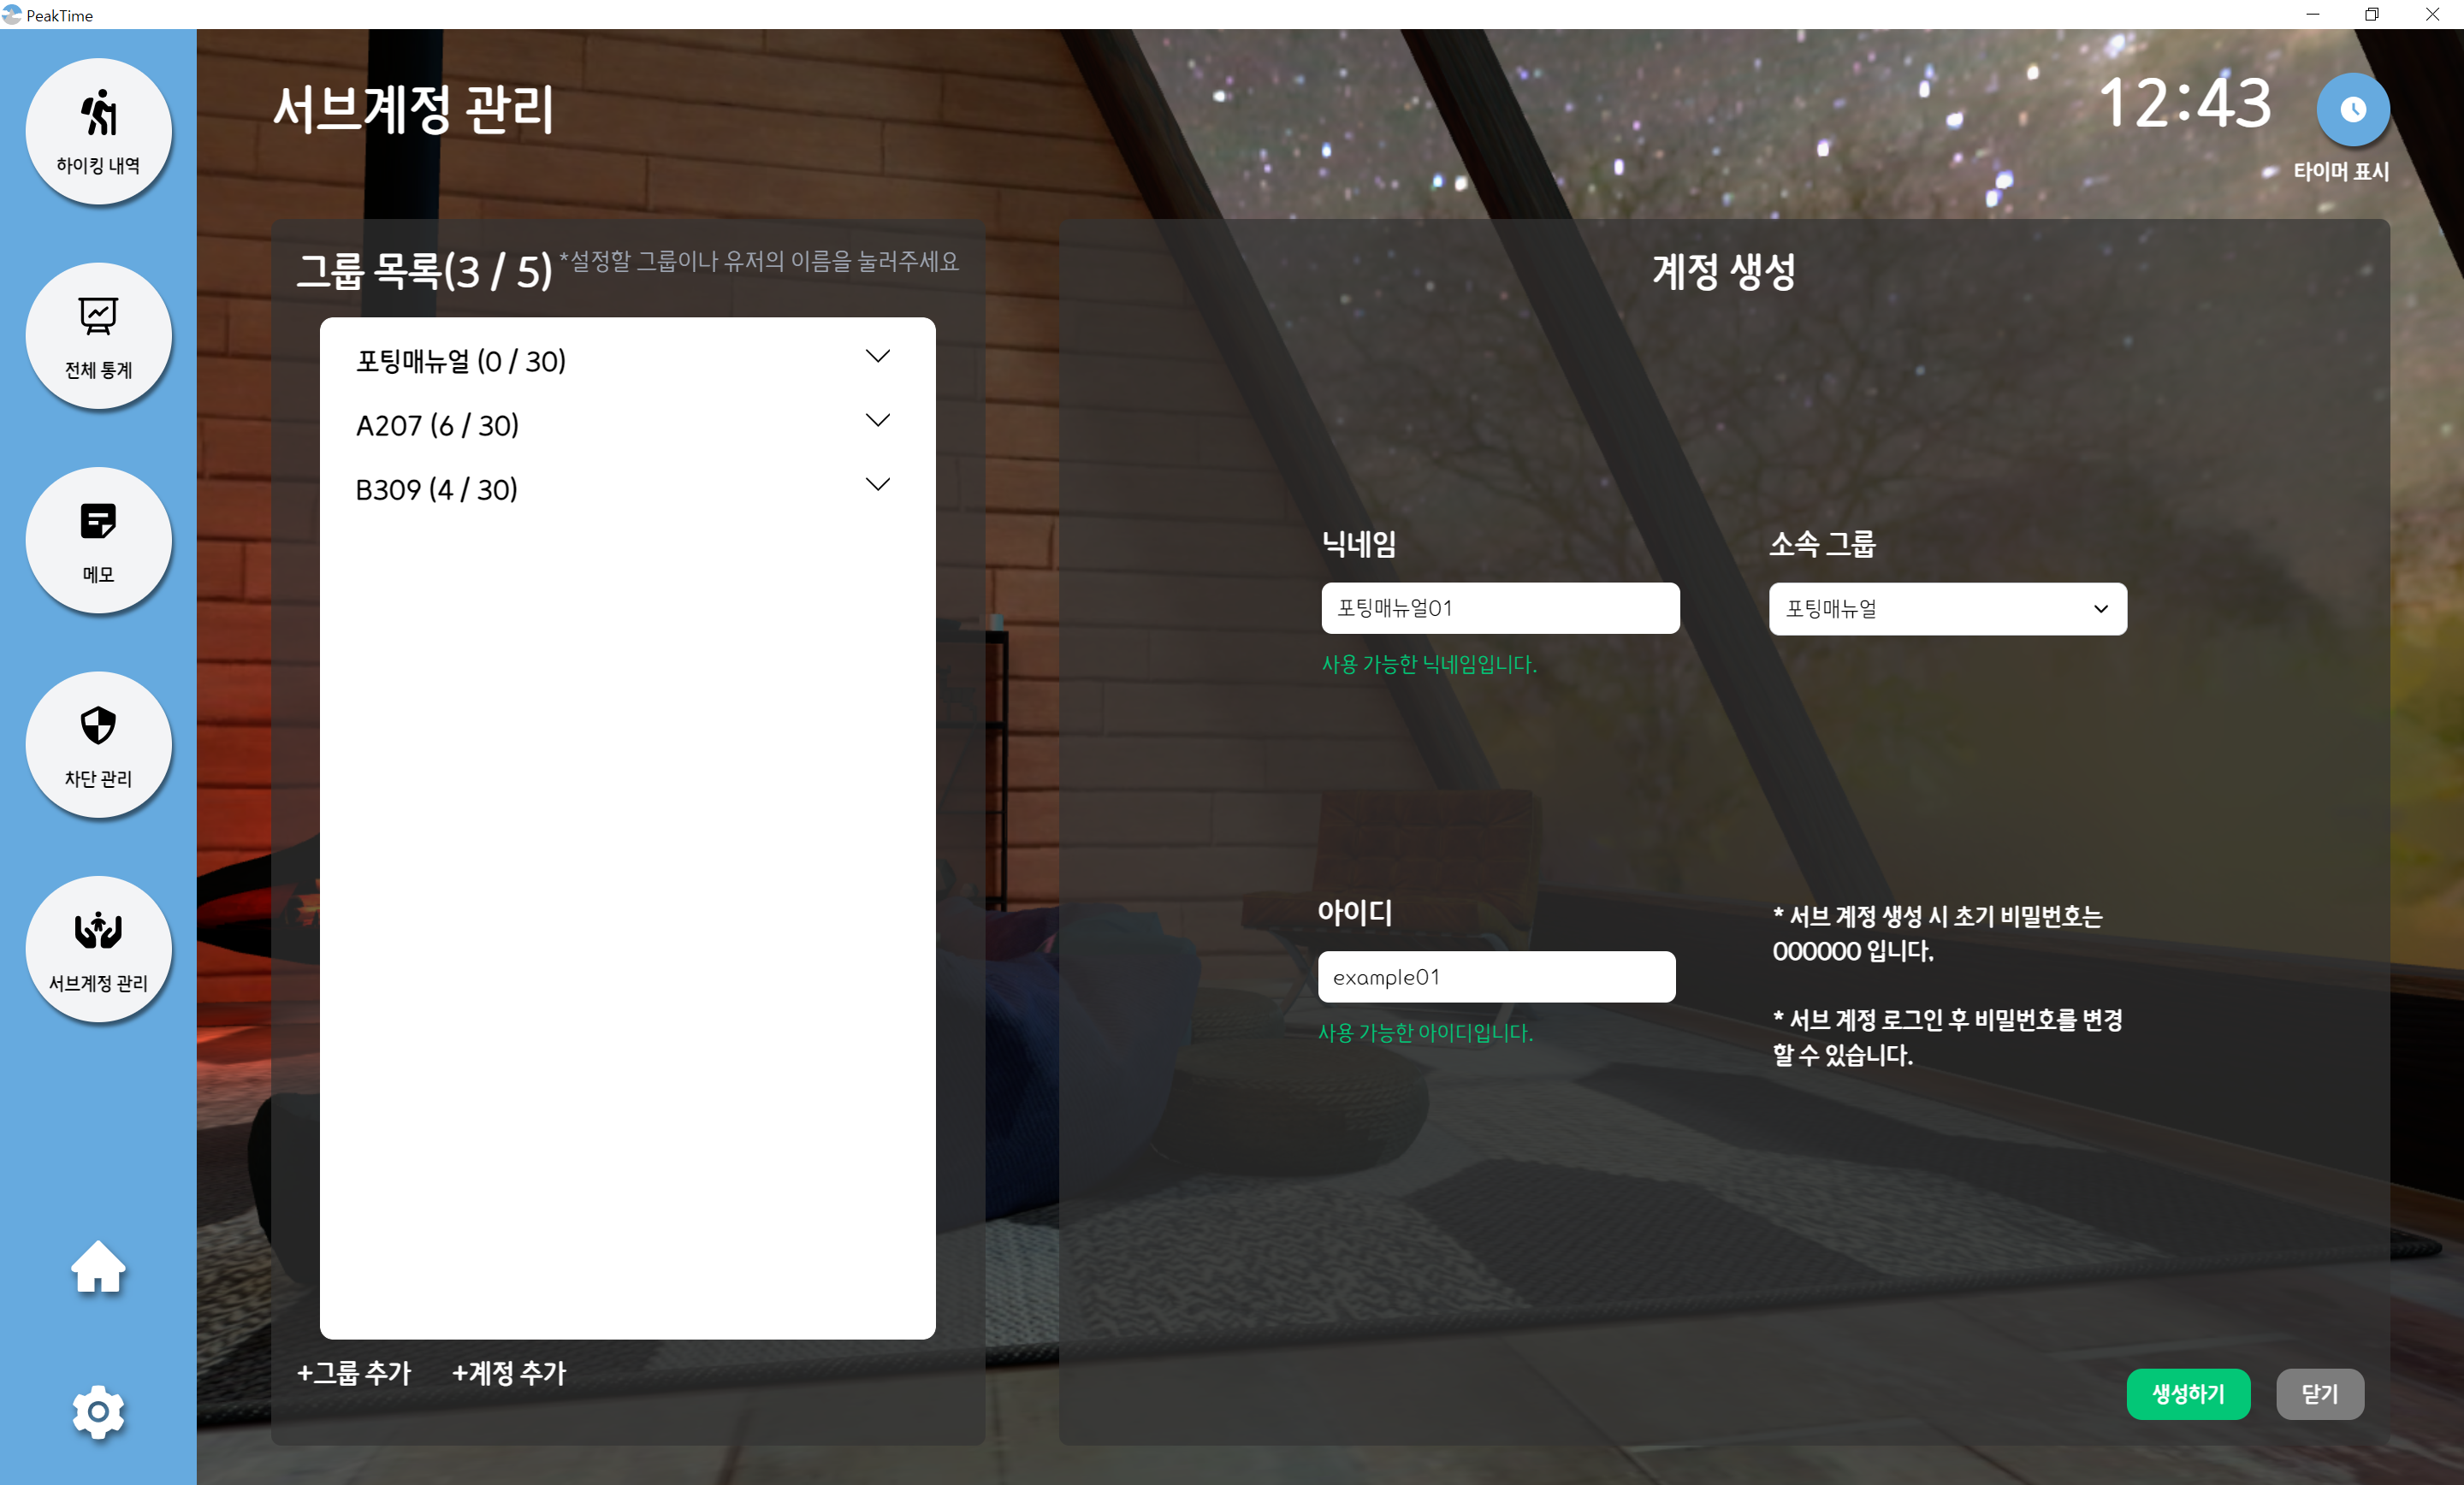 PeakTime
하이킹 내역
전체 통계
메모
차단 관리
서브계정 관리
서브계정 관리
12:43
타이머 표시
그룹 목록(3 / 5) *설정할 그룹이나 유저의 이름을 눌러주세요
포팅매뉴얼 (0 / 30)
A207 (6 / 30)
B309 (4 / 30)
+그룹 추가 +계정 추가
계정 생성
닉네임
포팅매뉴얼01
사용 가능한 닉네임입니다.
소속 그룹
포팅매뉴얼
아이디
example01
사용 가능한 아이디입니다.
* 서브 계정 생성 시 초기 비밀번호는
000000 입니다.
* 서브 계정 로그인 후 비밀번호를 변경
할 수 있습니다.
생성하기 닫기